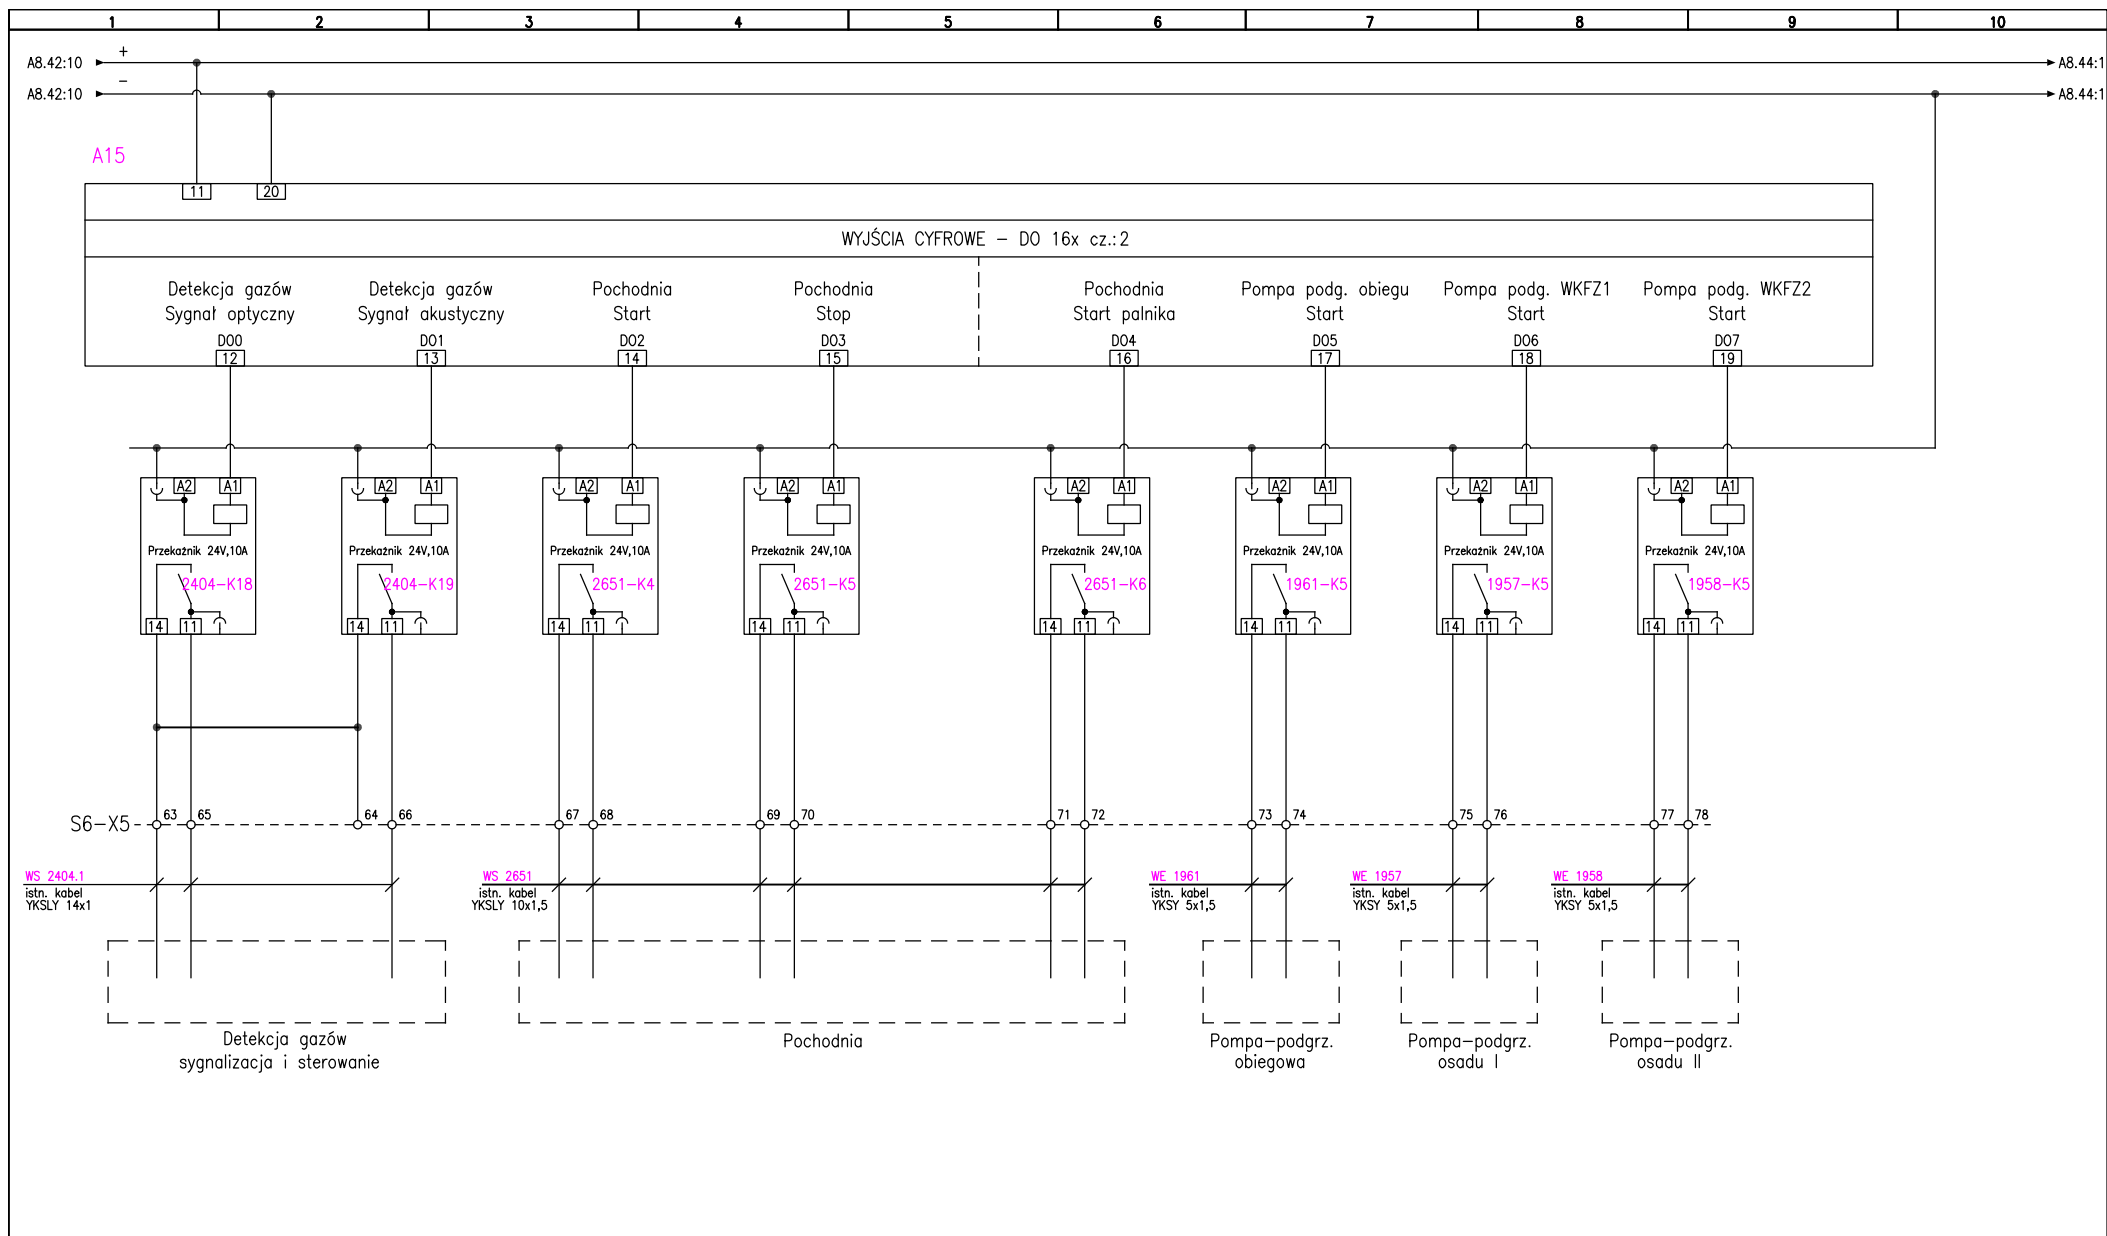 1 2 3 4 5 6 7 8 9 10
+
A8.42:10 A8.44:1
−
A8.42:10 A8.44:1
A15
11 20
WYJŚCIA CYFROWE − DO 16x cz.:2
Detekcja gazów Detekcja gazów Pochodnia Pochodnia Pochodnia Pompa podg. obiegu Pompa podg. WKFZ1 Pompa podg. WKFZ2
Sygnał optyczny Sygnał akustyczny Start Stop Start palnika Start Start Start
DO0 DO1 DO2 DO3 DO4 DO5 DO6 DO7
12 13 14 15 16 17 18 19
A2 A1 A2 A1 A2 A1 A2 A1 A2 A1 A2 A1 A2 A1 A2 A1
Przekaźnik 24V,10A Przekaźnik 24V,10A Przekaźnik 24V,10A Przekaźnik 24V,10A Przekaźnik 24V,10A Przekaźnik 24V,10A Przekaźnik 24V,10A Przekaźnik 24V,10A
2404−K18 2404−K19 2651−K4 2651−K5 2651−K6 1961−K5 1957−K5 1958−K5
14 11 14 11 14 11 14 11 14 11 14 11 14 11 14 11
S6−X5 63 65 64 66 67 68 69 70 71 72 73 74 75 76 77 78
WS 2404.1 WS 2651 WE 1961 WE 1957 WE 1958
istn. kabel istn. kabel istn. kabel istn. kabel istn. kabel
YKSLY 14x1 YKSLY 10x1,5 YKSY 5x1,5 YKSY 5x1,5 YKSY 5x1,5
Detekcja gazów Pochodnia Pompa−podgrz. Pompa−podgrz. Pompa−podgrz.
sygnalizacja i sterowanie obiegowa osadu I osadu II